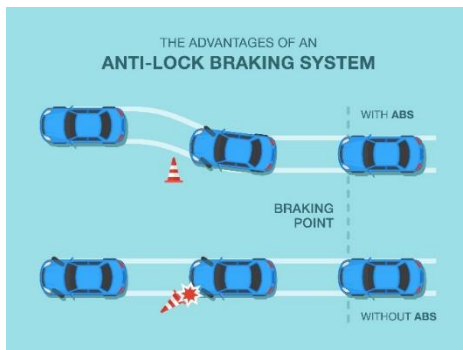 THE ADVANTAGES OF AN
ANTI-LOCK BRAKING SYSTEM
WITH ABS
BRAKING
POINT
WITHOUT ABS